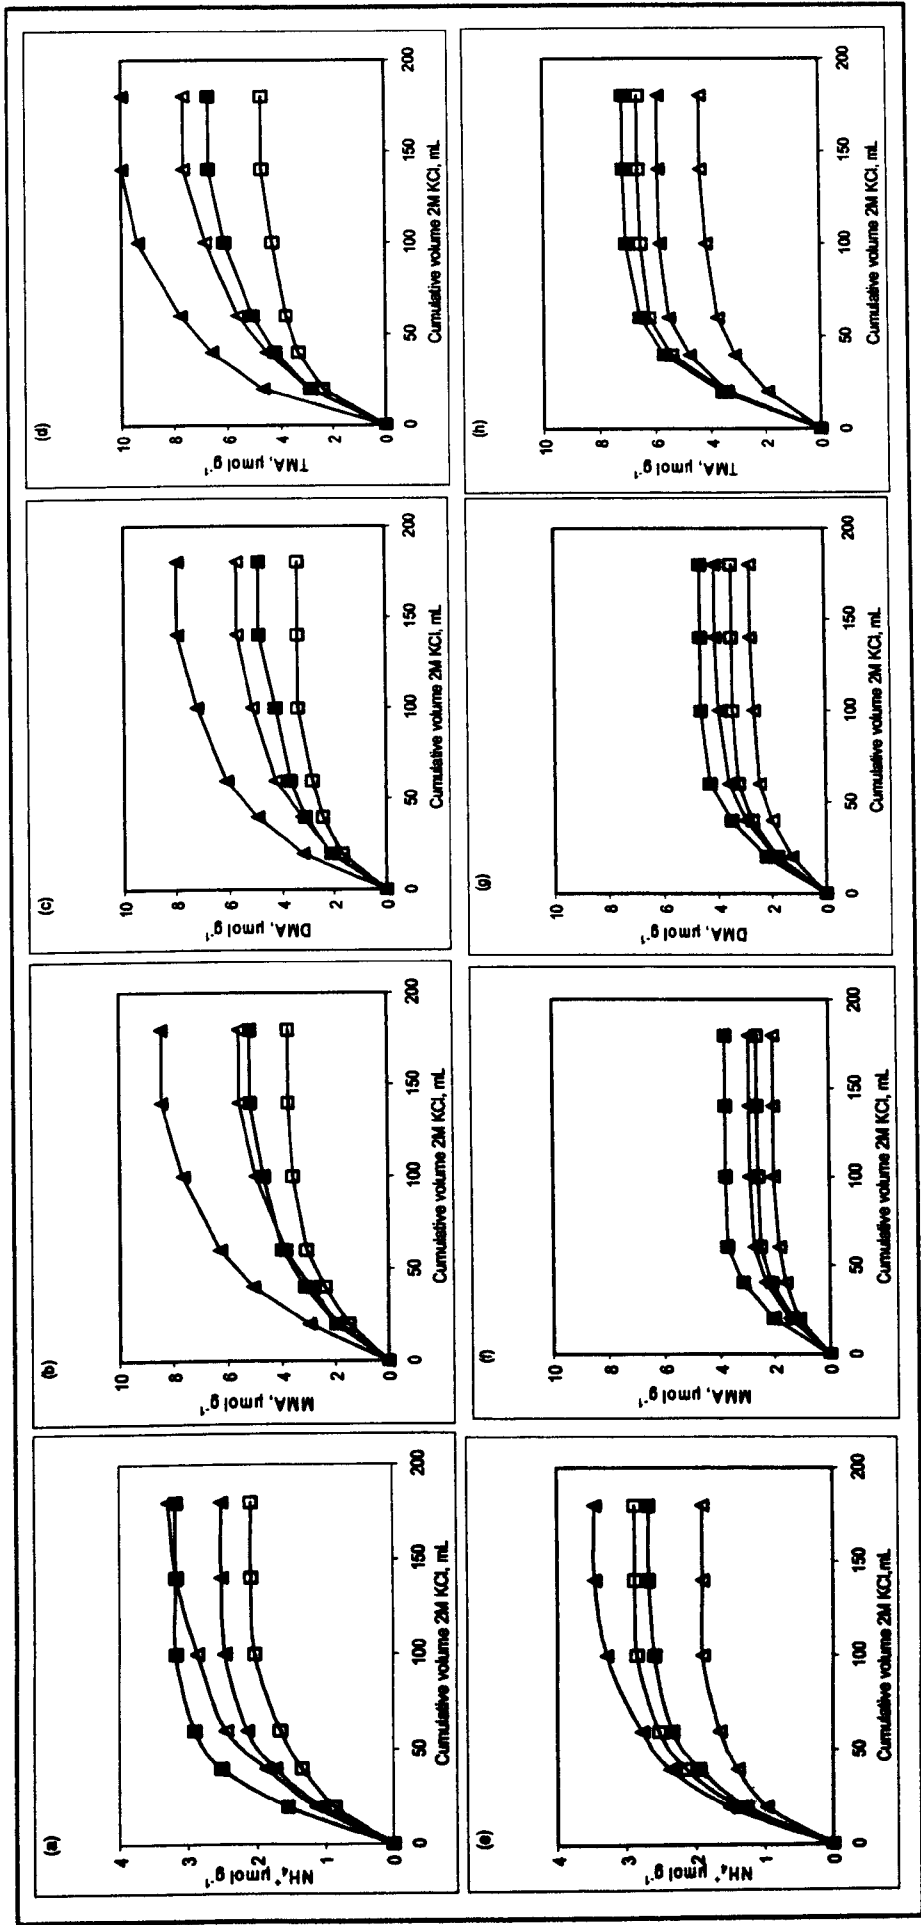 (a)
NH₄⁺ µmol g⁻¹
4
3
2
1
0
0 50 100 150 200
Cumulative volume 2M KCl, mL
(b)
MMA, µmol g⁻¹
10
8
6
4
2
0
0 50 100 150 200
Cumulative volume 2M KCl, mL
(c)
DMA, µmol g⁻¹
10
8
6
4
2
0
0 50 100 150 200
Cumulative volume 2M KCl, mL
(d)
TMA, µmol g⁻¹
10
8
6
4
2
0
0 50 100 150 200
Cumulative volume 2M KCl, mL
(e)
NH₄⁺ µmol g⁻¹
4
3
2
1
0
0 50 100 150 200
Cumulative volume 2M KCl,mL
(f)
MMA, µmol g⁻¹
10
8
6
4
2
0
0 50 100 150 200
Cumulative volume 2M KCl, mL
(g)
DMA, µmol g⁻¹
10
8
6
4
2
0
0 50 100 150 200
Cumulative volume 2M KCl, mL
(h)
TMA, µmol g⁻¹
10
8
6
4
2
0
0 50 100 150 200
Cumulative volume 2M KCl, mL